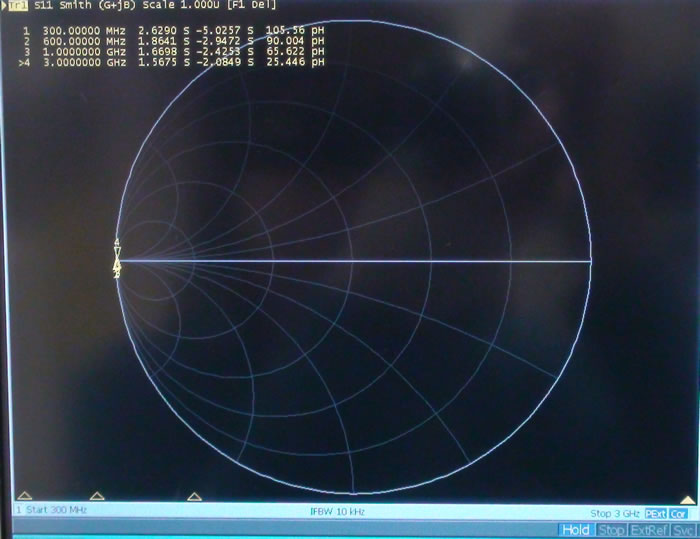 Tr1 S11 Smith (G+jB) Scale 1.000U [F1 Del]
1 300.00000 MHz 2.6290 S -5.0257 S 105.56 pH
2 600.00000 MHz 1.8641 S -2.9472 S 90.004 pH
3 1.0000000 GHz 1.6698 S -2.4253 S 65.622 pH
>4 3.0000000 GHz 1.5675 S -2.0849 S 25.446 pH
4
1 Start 300 MHz IFBW 10 kHz Stop 3 GHz PExt Cor
Hold Stop ExtRef Svc